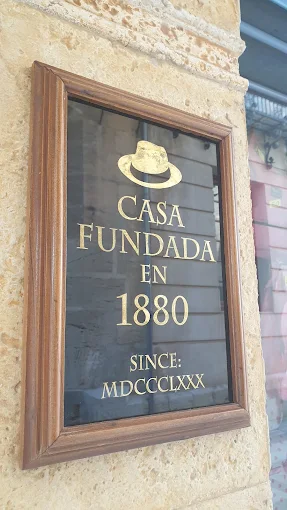 CASA
FUNDADA
EN
1880
SINCE:
MDCCCLXXX